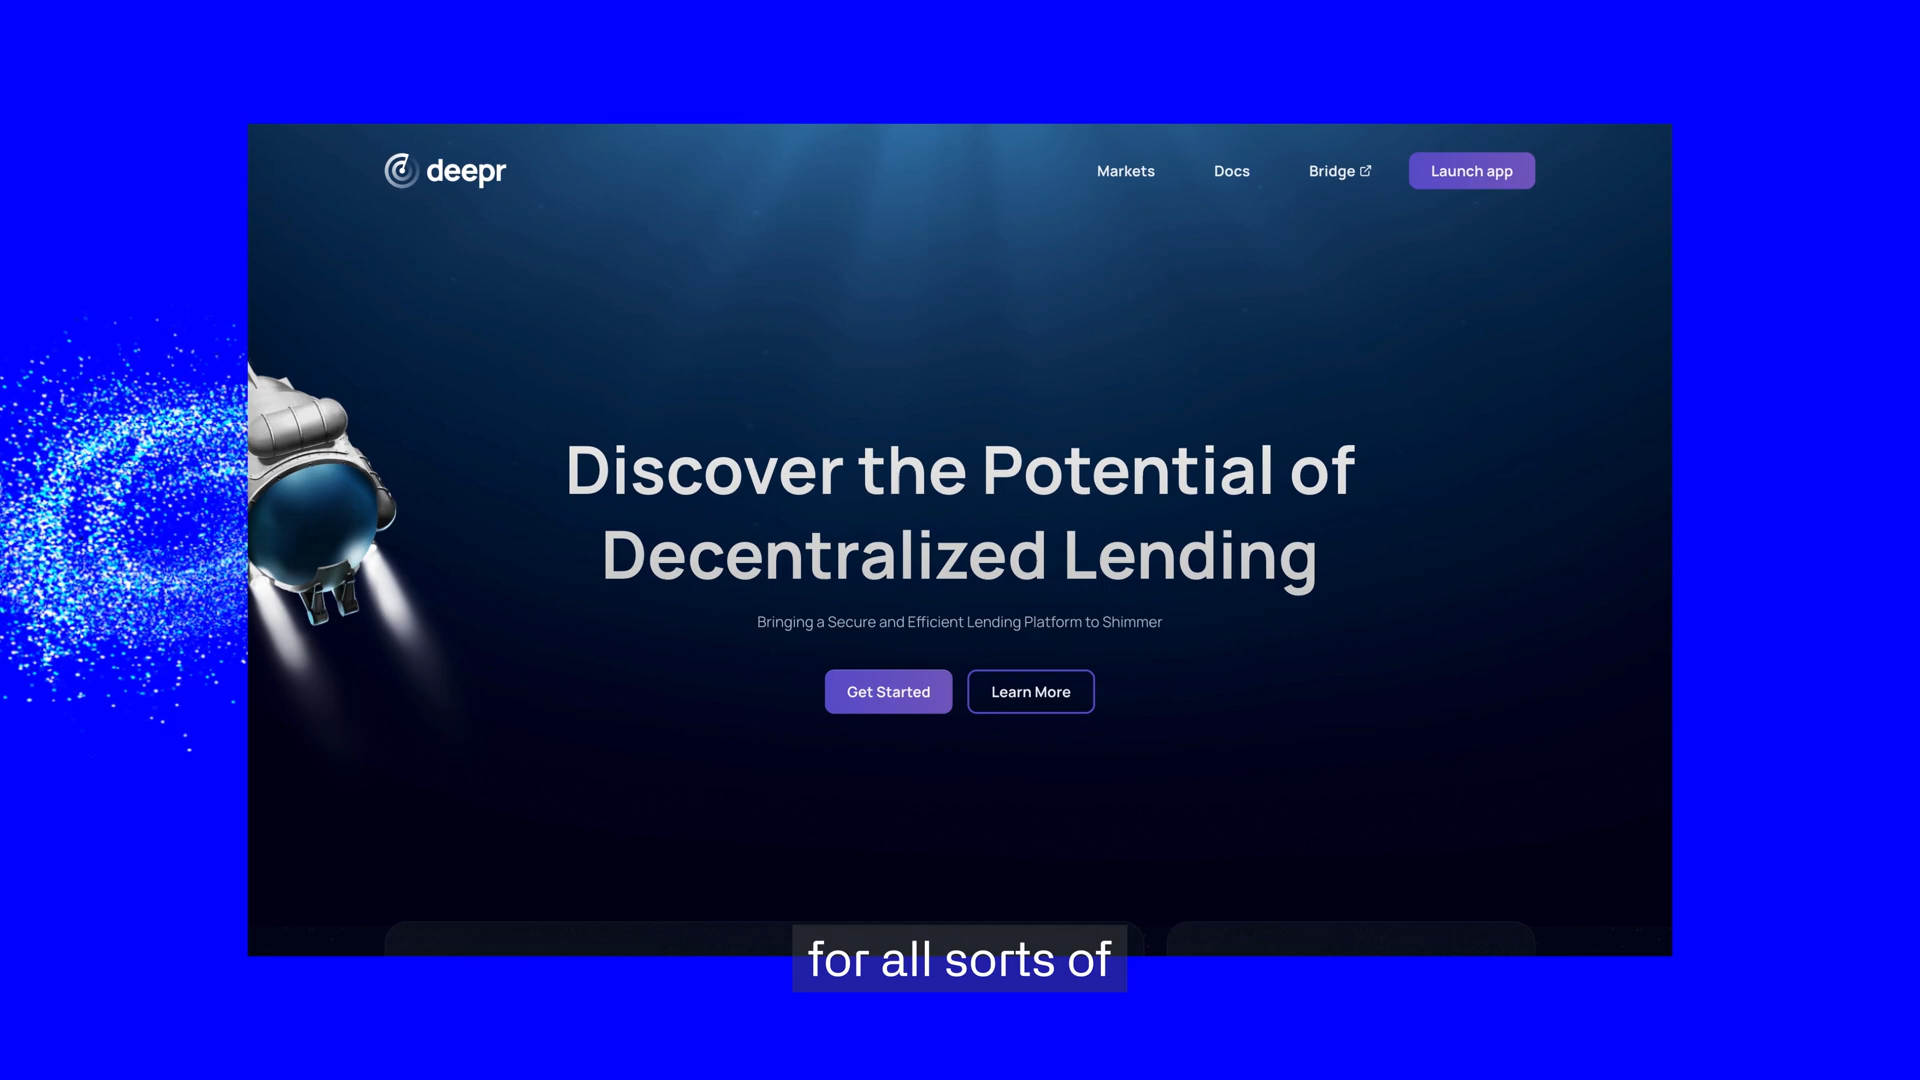 deepr
Markets
Docs
Bridge
Launch app
Discover the Potential of
Decentralized Lending
Bringing a Secure and Efficient Lending Platform to Shimmer
Get Started
Learn More
for all sorts of